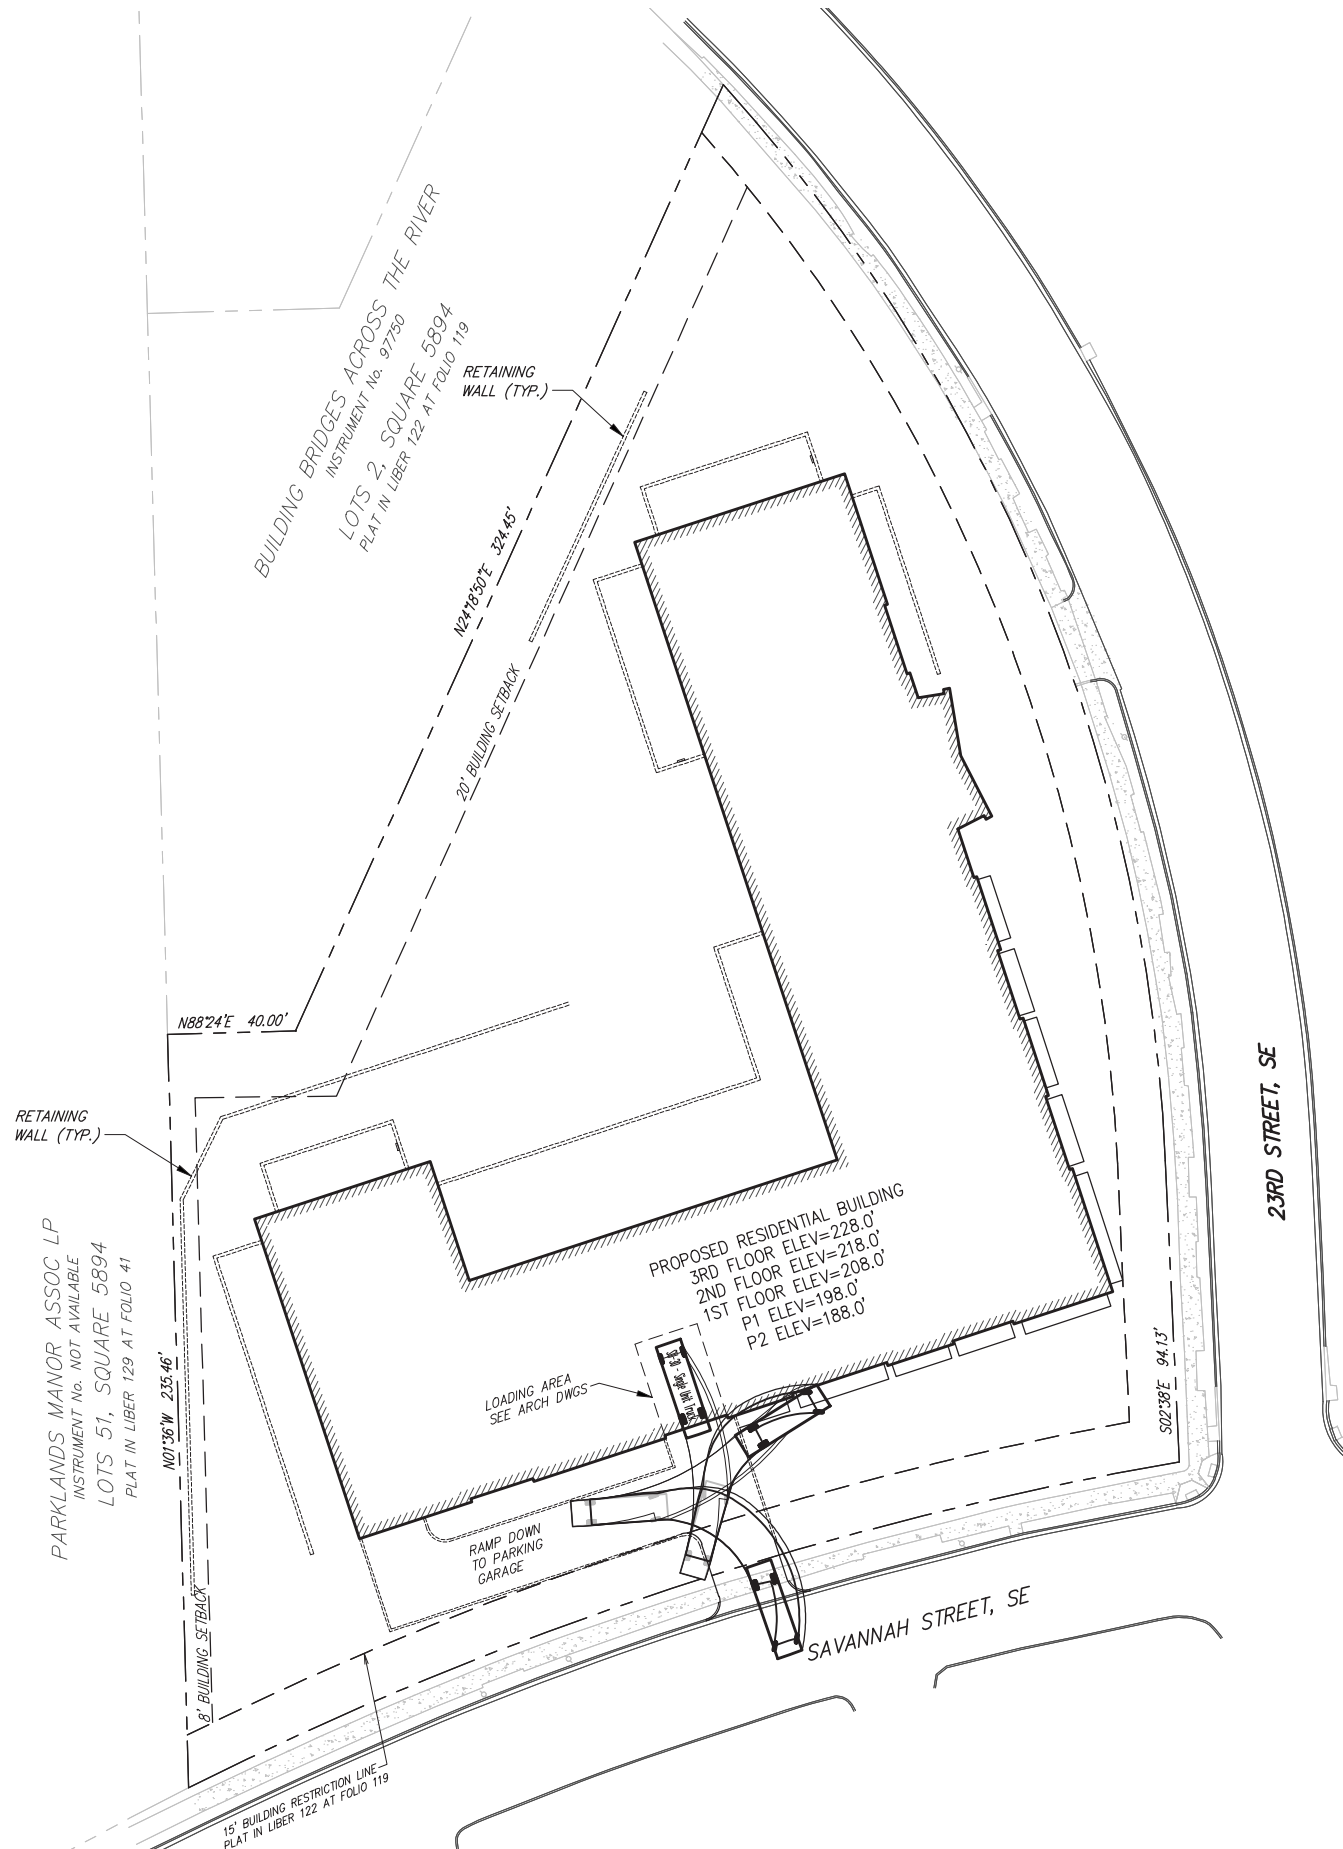 BUILDING BRIDGES ACROSS THE RIVER
INSTRUMENT No. 97750
LOTS 2, SQUARE 5894
PLAT IN LIBER 122 AT FOLIO 119
RETAINING
WALL (TYP.)
N24°18'50"E 324.45'
20' BUILDING SETBACK
N88°24'E 40.00'
RETAINING
WALL (TYP.)
PARKLANDS MANOR ASSOC LP
INSTRUMENT No. NOT AVAILABLE
LOTS 51, SQUARE 5894
PLAT IN LIBER 129 AT FOLIO 41
N01°36'W 235.46'
8' BUILDING SETBACK
PROPOSED RESIDENTIAL BUILDING
3RD FLOOR ELEV=228.0'
2ND FLOOR ELEV=218.0'
1ST FLOOR ELEV=208.0'
P1 ELEV=198.0'
P2 ELEV=188.0'
LOADING AREA
SEE ARCH DWGS
Single Unit Truck
RAMP DOWN
TO PARKING
GARAGE
23RD STREET, SE
S02°38'E 94.13'
SAVANNAH STREET, SE
15' BUILDING RESTRICTION LINE
PLAT IN LIBER 122 AT FOLIO 119